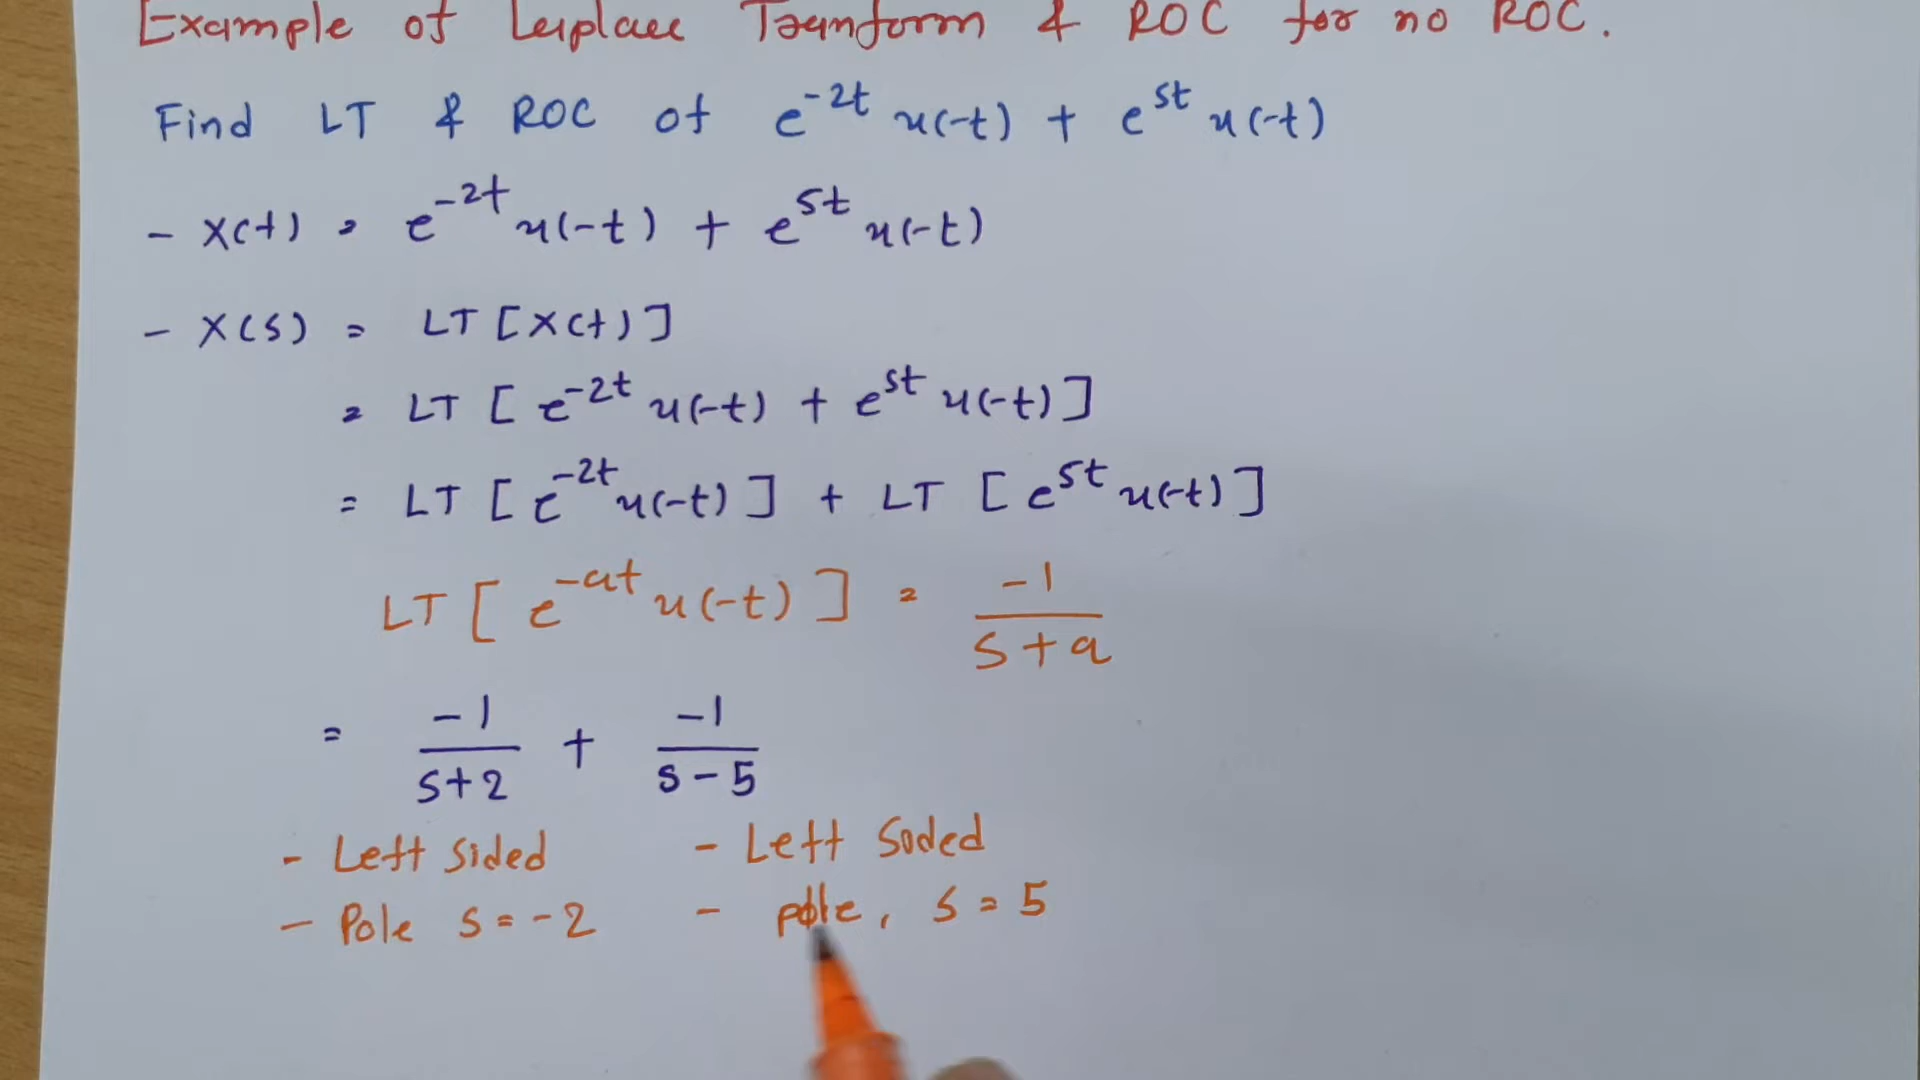 Example of Laplace Transform & ROC for no ROC.
Find LT & ROC of e^-2t u(-t) + e^5t u(-t)
- x(t) = e^-2t u(-t) + e^5t u(-t)
- X(s) = LT [x(t)]
= LT [ e^-2t u(-t) + e^5t u(-t) ]
= LT [ e^-2t u(-t) ] + LT [ e^5t u(-t) ]
LT [ e^-at u(-t) ] = -1 / s+a
= -1 / s+2 + -1 / s-5
- Left sided - Left Soded
- Pole s = -2 - pole, s = 5